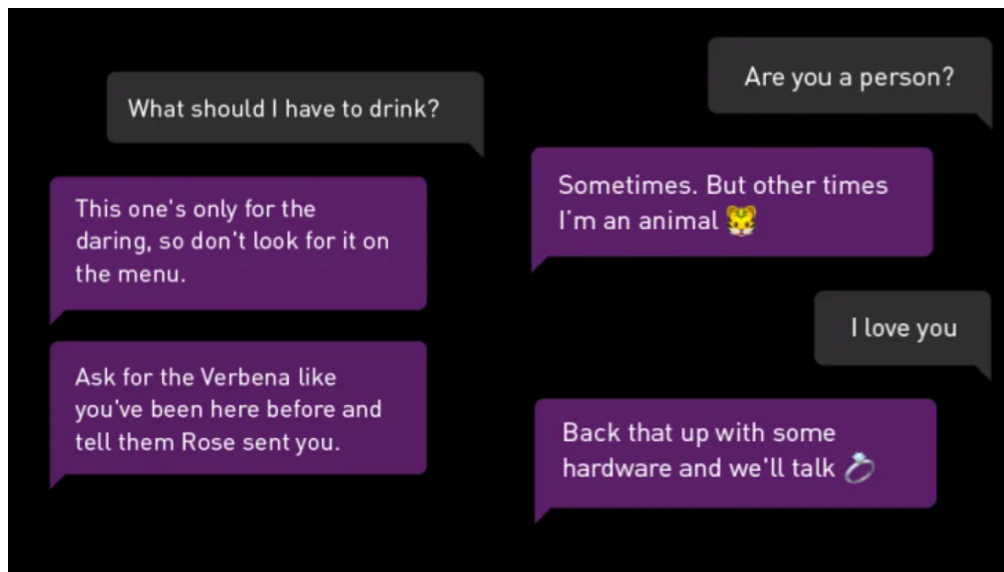 What should I have to drink?
This one's only for the
daring, so don't look for it on
the menu.
Ask for the Verbena like
you've been here before and
tell them Rose sent you.
Are you a person?
Sometimes. But other times
I’m an animal 🐯
I love you
Back that up with some
hardware and we'll talk 💍